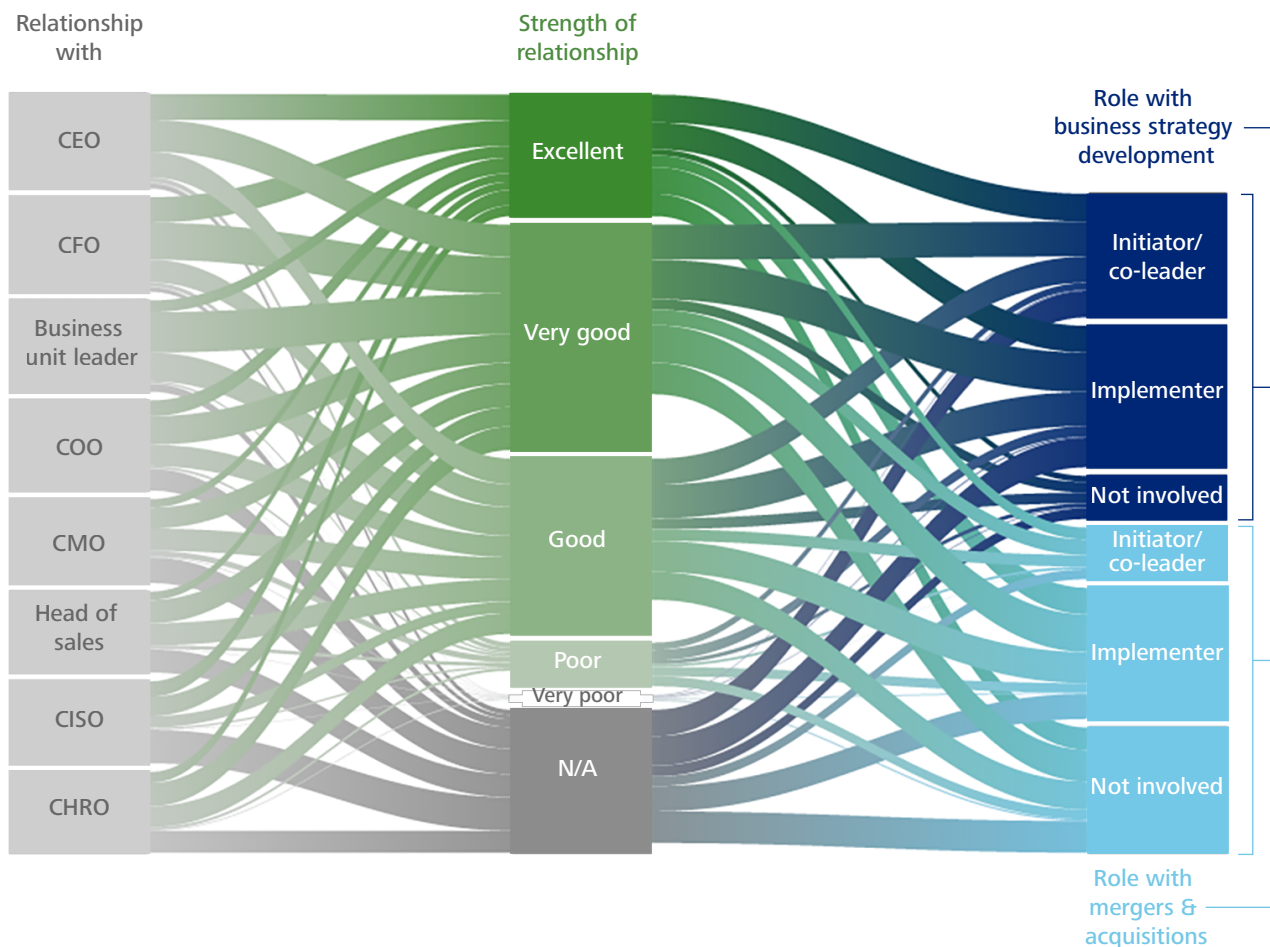 Relationship
with
CEO
CFO
Business
unit leader
COO
CMO
Head of
sales
CISO
CHRO
Strength of
relationship
Excellent
Very good
Good
Poor
Very poor
N/A
Role with
business strategy
development
Initiator/
co-leader
Implementer
Not involved
Initiator/
co-leader
Implementer
Not involved
Role with
mergers &
acquisitions